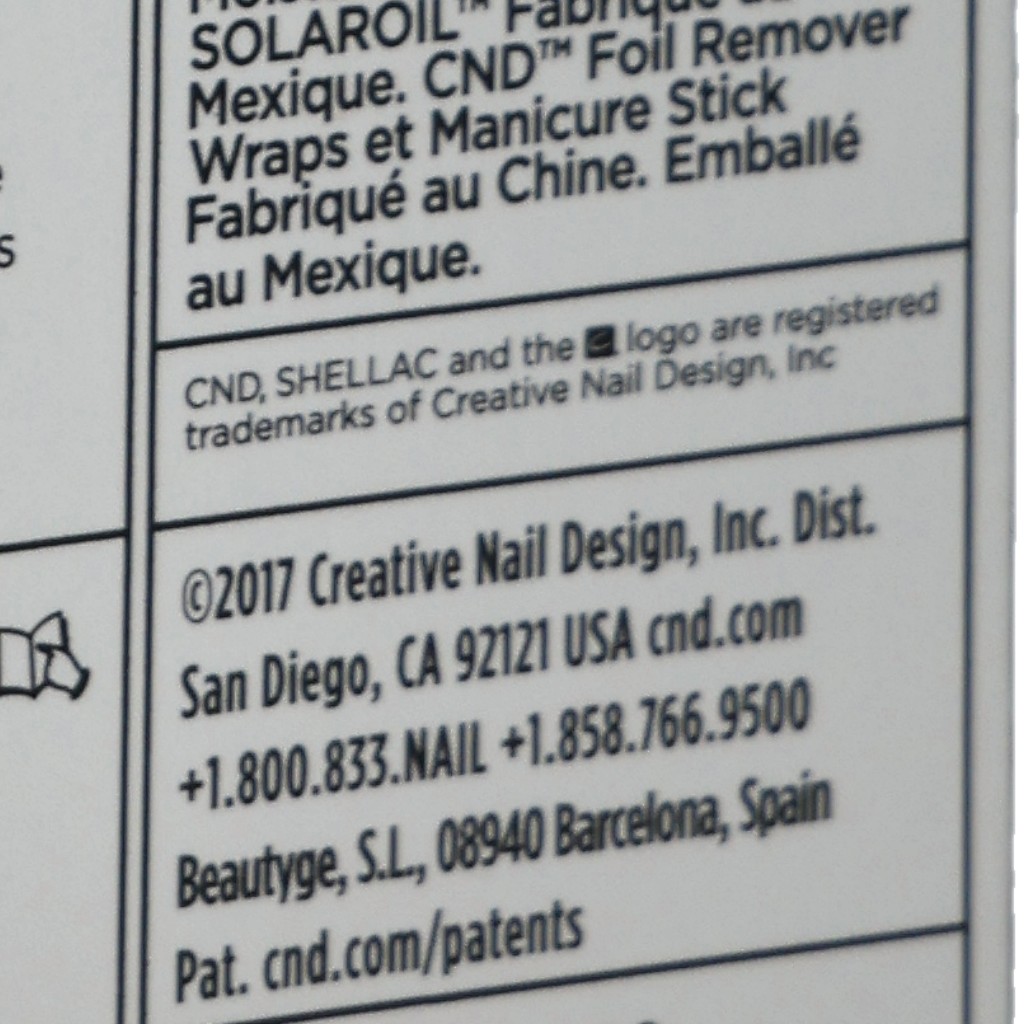 SOLAROIL™ Fabriqué au
Mexique. CND™ Foil Remover
Wraps et Manicure Stick
Fabriqué au Chine. Emballé
au Mexique.
CND, SHELLAC and the logo are registered
trademarks of Creative Nail Design, Inc
©2017 Creative Nail Design, Inc. Dist.
San Diego, CA 92121 USA cnd.com
+1.800.833.NAIL +1.858.766.9500
Beautyge, S.L., 08940 Barcelona, Spain
Pat. cnd.com/patents